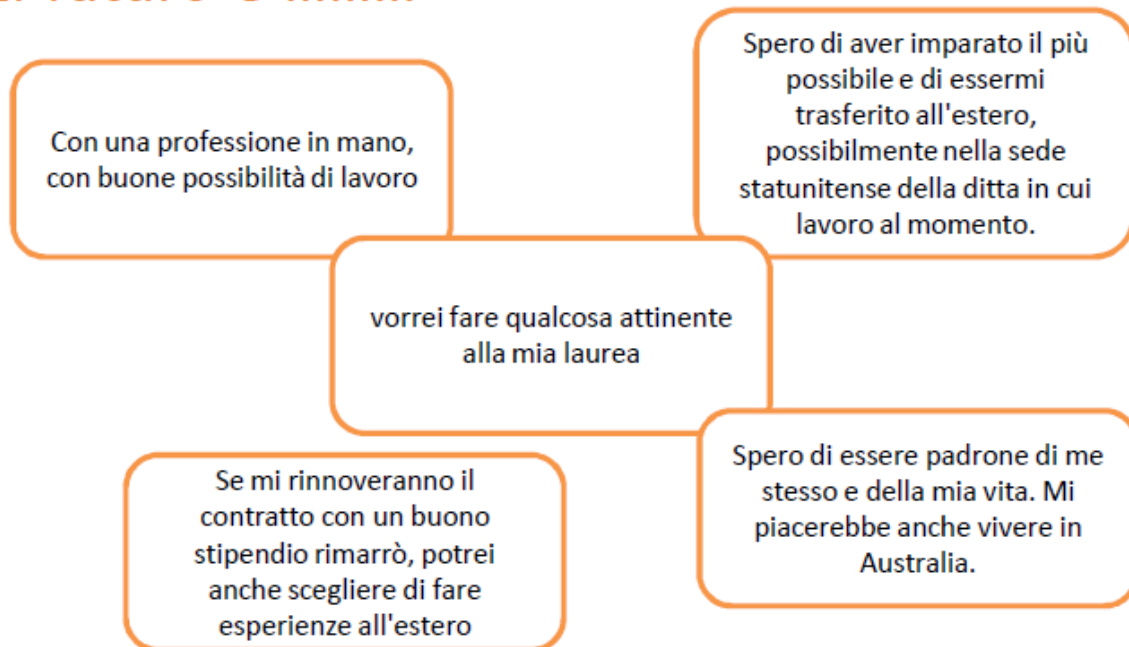 Con una professione in mano,
con buone possibilità di lavoro
Spero di aver imparato il più
possibile e di essermi
trasferito all'estero,
possibilmente nella sede
statunitense della ditta in cui
lavoro al momento.
vorrei fare qualcosa attinente
alla mia laurea
Se mi rinnoveranno il
contratto con un buono
stipendio rimarrò, potrei
anche scegliere di fare
esperienze all'estero
Spero di essere padrone di me
stesso e della mia vita. Mi
piacerebbe anche vivere in
Australia.